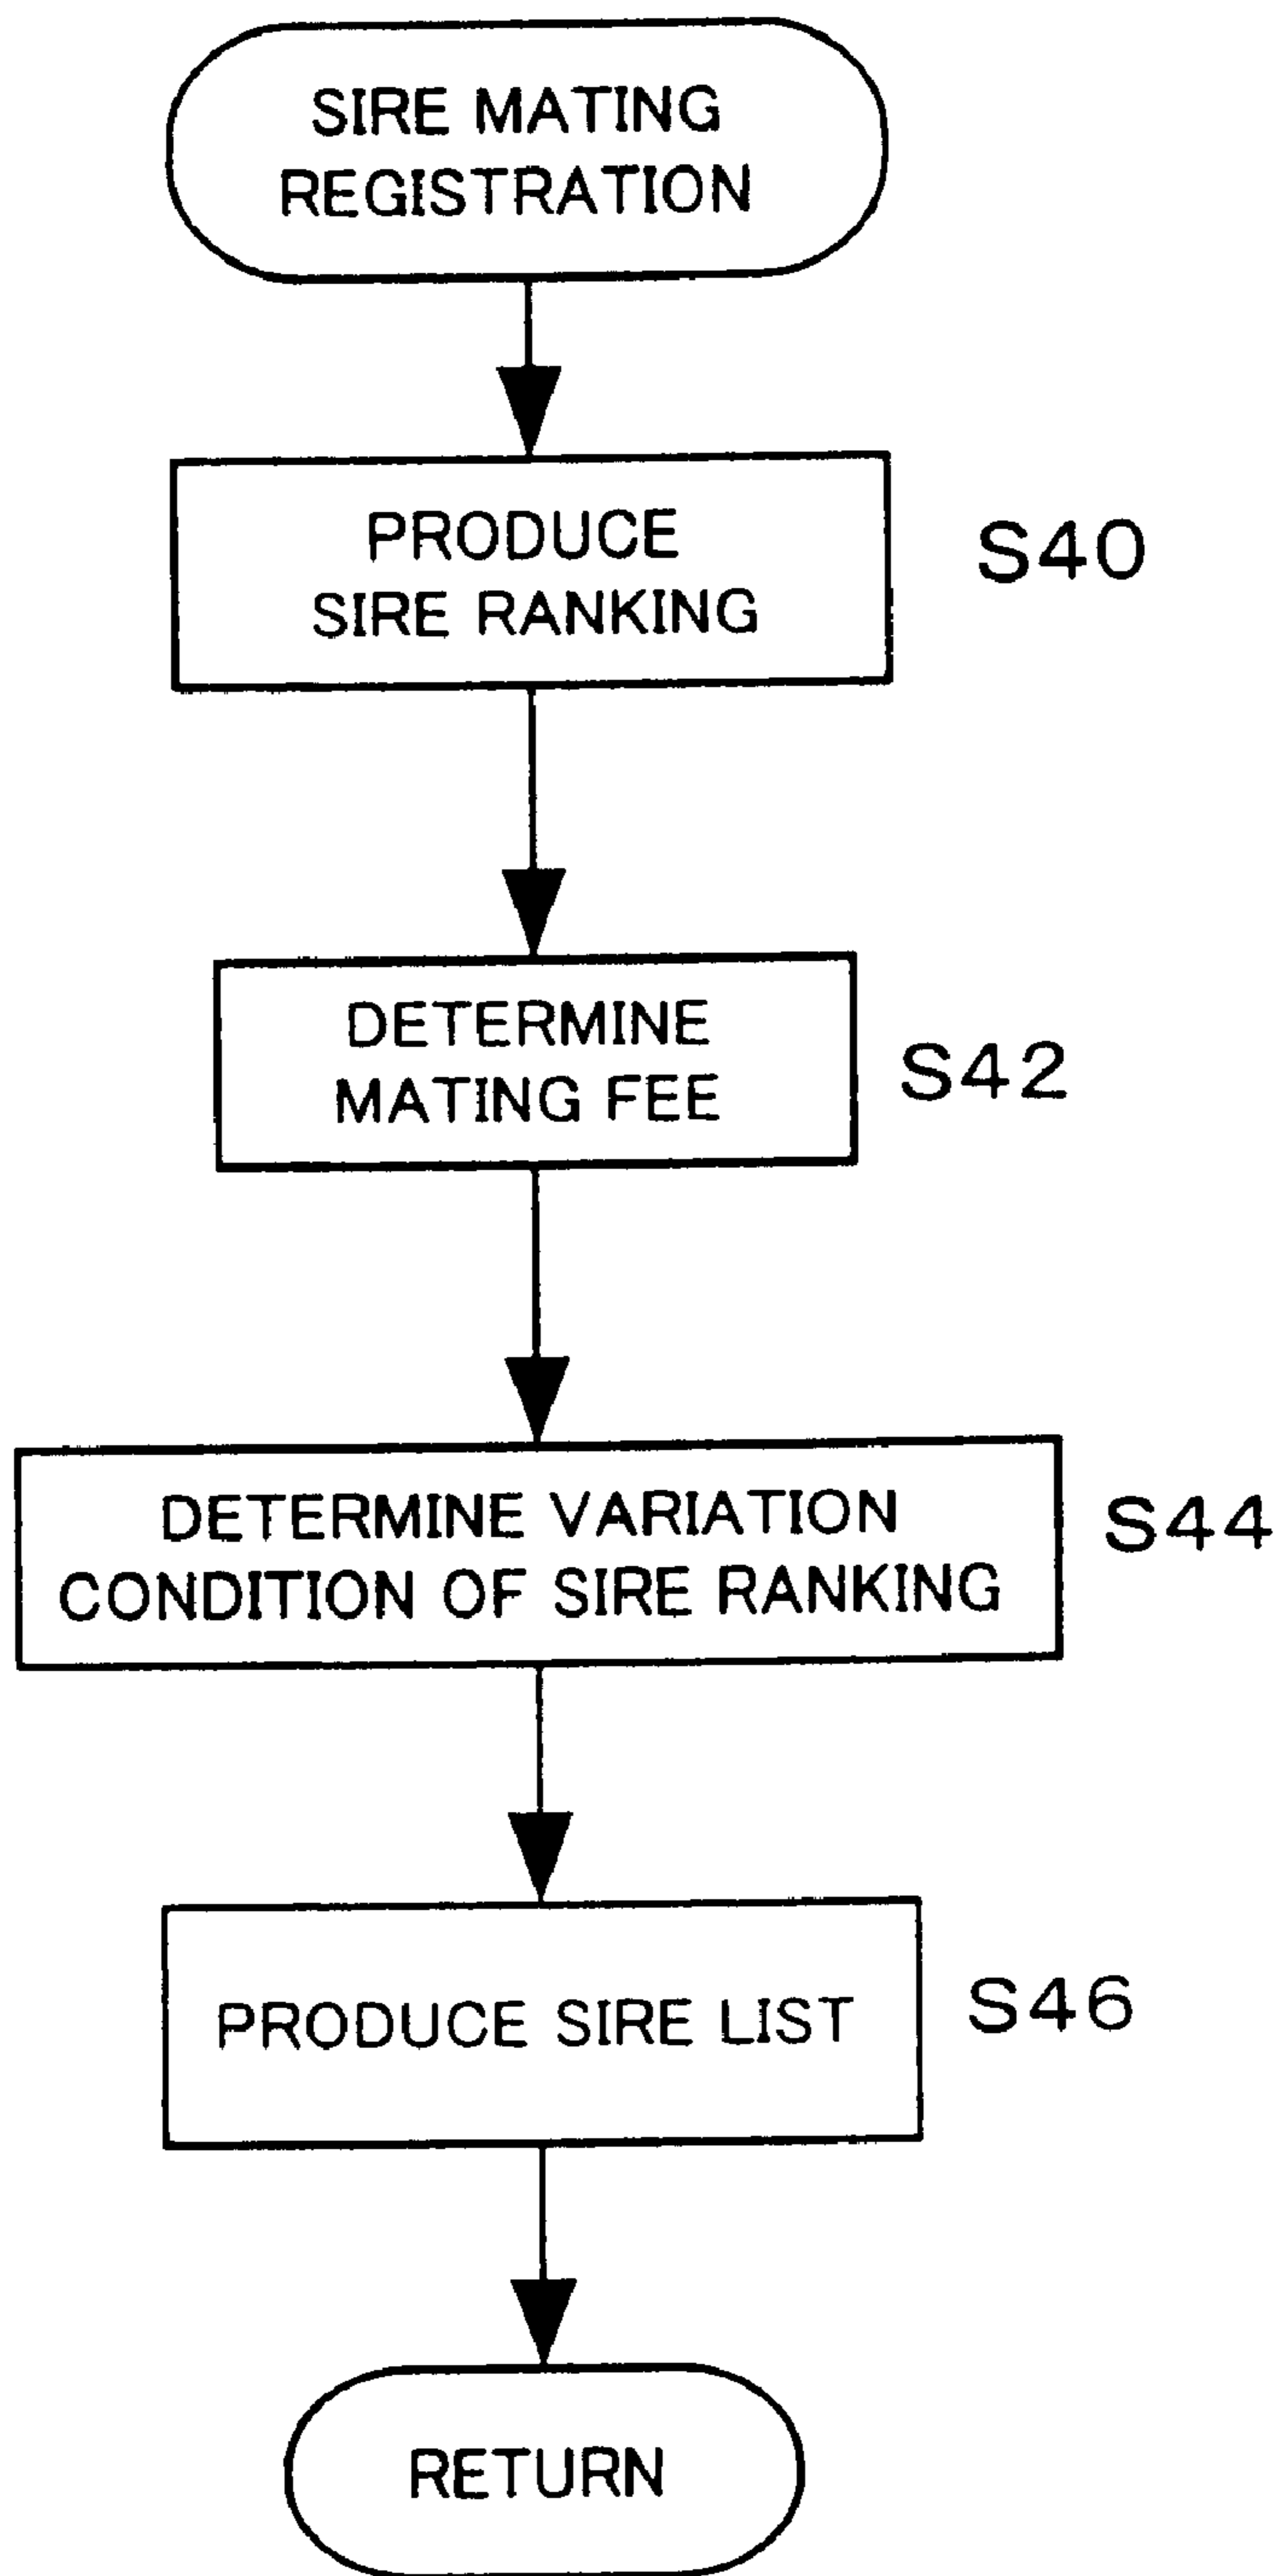 SIRE MATING
REGISTRATION
PRODUCE
SIRE RANKING
S40
DETERMINE
MATING FEE
S42
DETERMINE VARIATION
CONDITION OF SIRE RANKING
S44
PRODUCE SIRE LIST
S46
RETURN